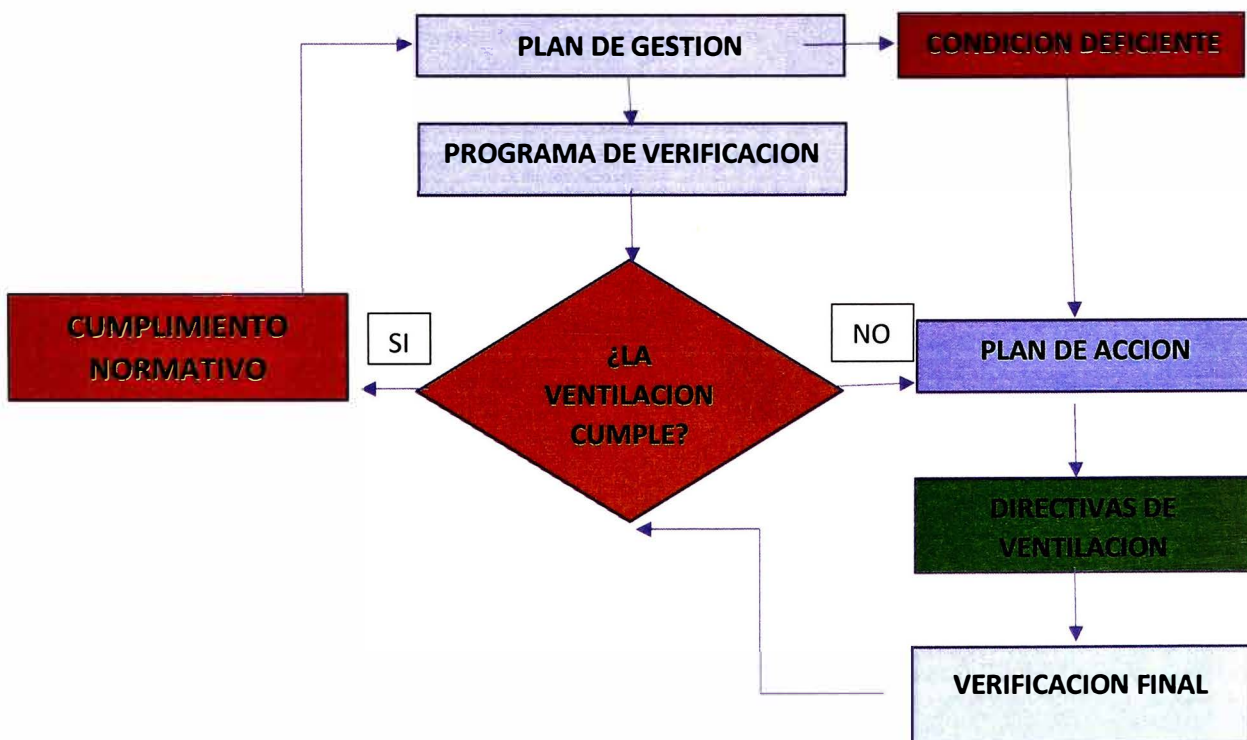 PLAN DE GESTION
CONDICION DEFICIENTE
PROGRAMA DE VERIFICACION
CUMPLIMIENTO
NORMATIVO
SI
¿LA
VENTILACION
CUMPLE?
NO
PLAN DE ACCION
DIRECTIVAS DE
VENTILACION
VERIFICACION FINAL